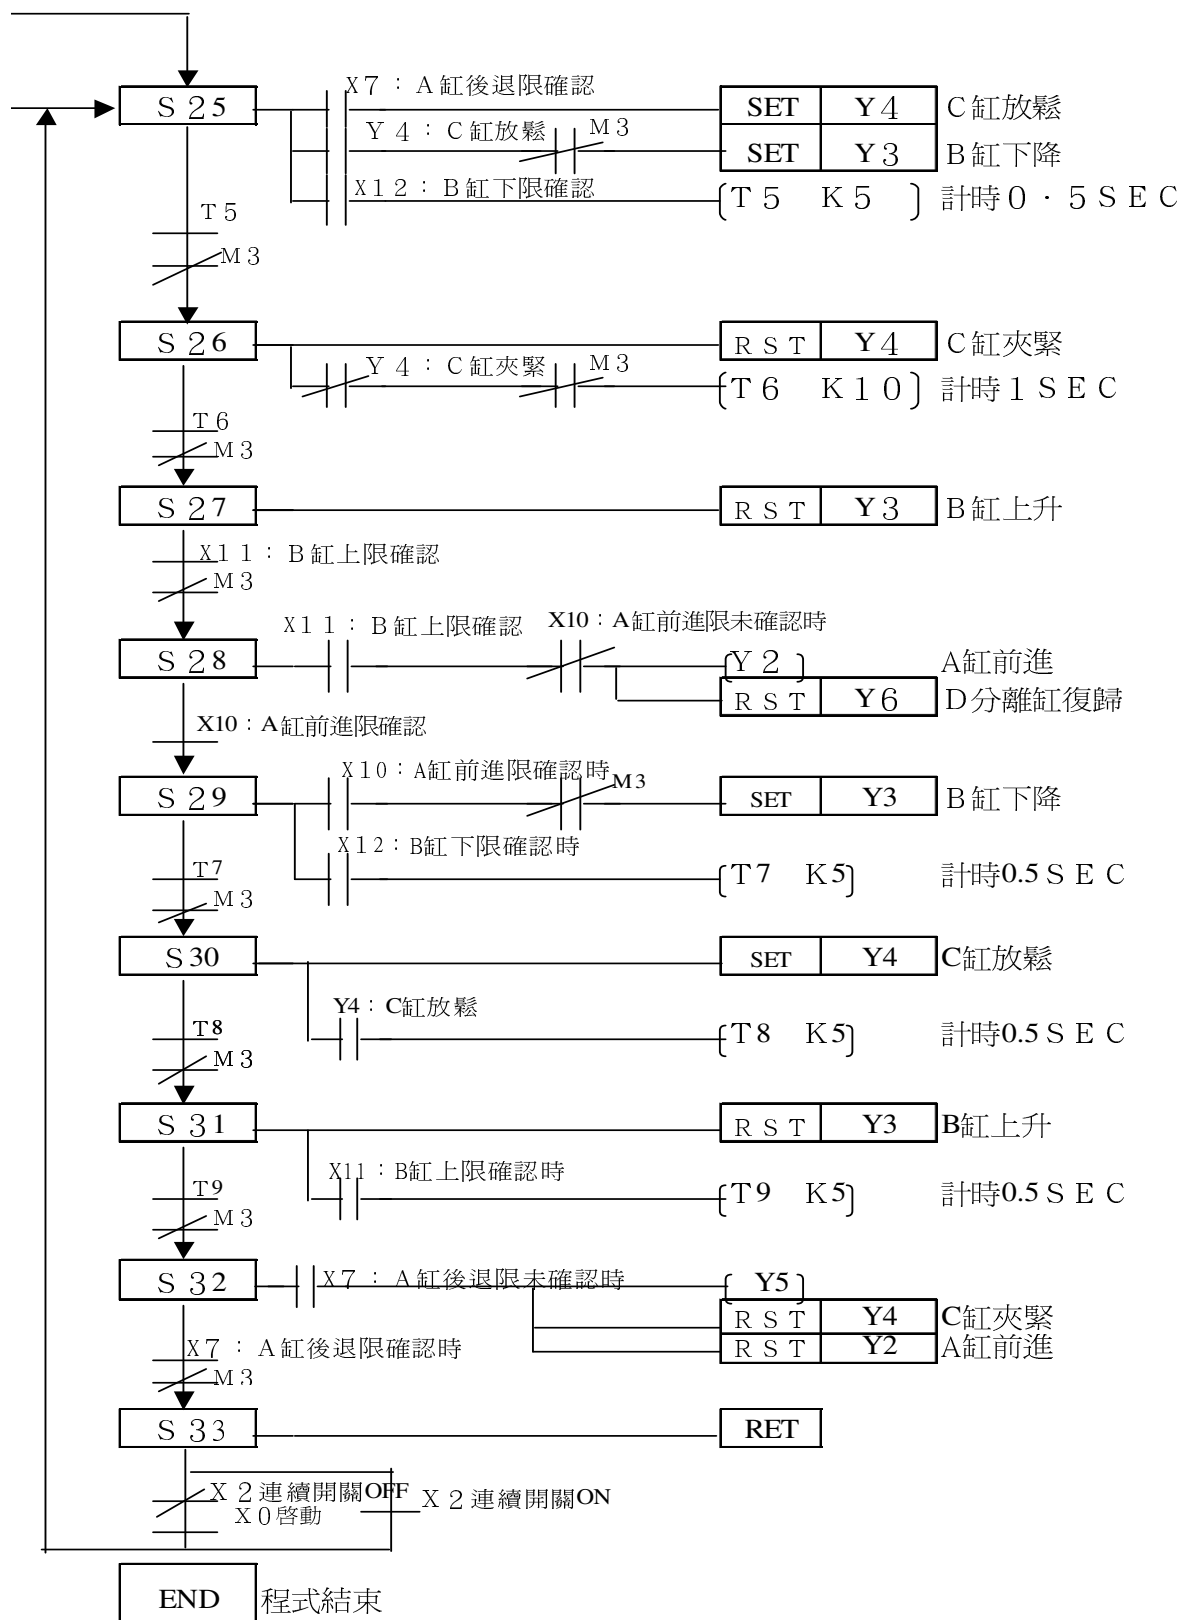 X7：A缸後退限確認
S 25 SET Y4 C缸放鬆
Y 4：C缸放鬆 M3
SET Y3 B缸下降
X12：B缸下限確認
T5 K5 計時0．5SEC
T5
M3
S 26 RST Y4 C缸夾緊
Y 4：C缸夾緊 M3
T6 K10 計時1SEC
T6
M3
S 27 RST Y3 B缸上升
X11：B缸上限確認
M3
X11：B缸上限確認 X10：A缸前進限未確認時
S 28 Y2 A缸前進
RST Y6 D分離缸復歸
X10：A缸前進限確認
X10：A缸前進限確認時 M3
S 29 SET Y3 B缸下降
X12：B缸下限確認時
T7 T7 K5 計時0.5SEC
M3
S 30 SET Y4 C缸放鬆
Y4：C缸放鬆
T8 T8 K5 計時0.5SEC
M3
S 31 RST Y3 B缸上升
X11：B缸上限確認時
T9 T9 K5 計時0.5SEC
M3
S 32 X7：A缸後退限未確認時 Y5
RST Y4 C缸夾緊
X7：A缸後退限確認時 RST Y2 A缸前進
M3
S 33 RET
X2連續開關OFF X2連續開關ON
X0啓動
END 程式結束